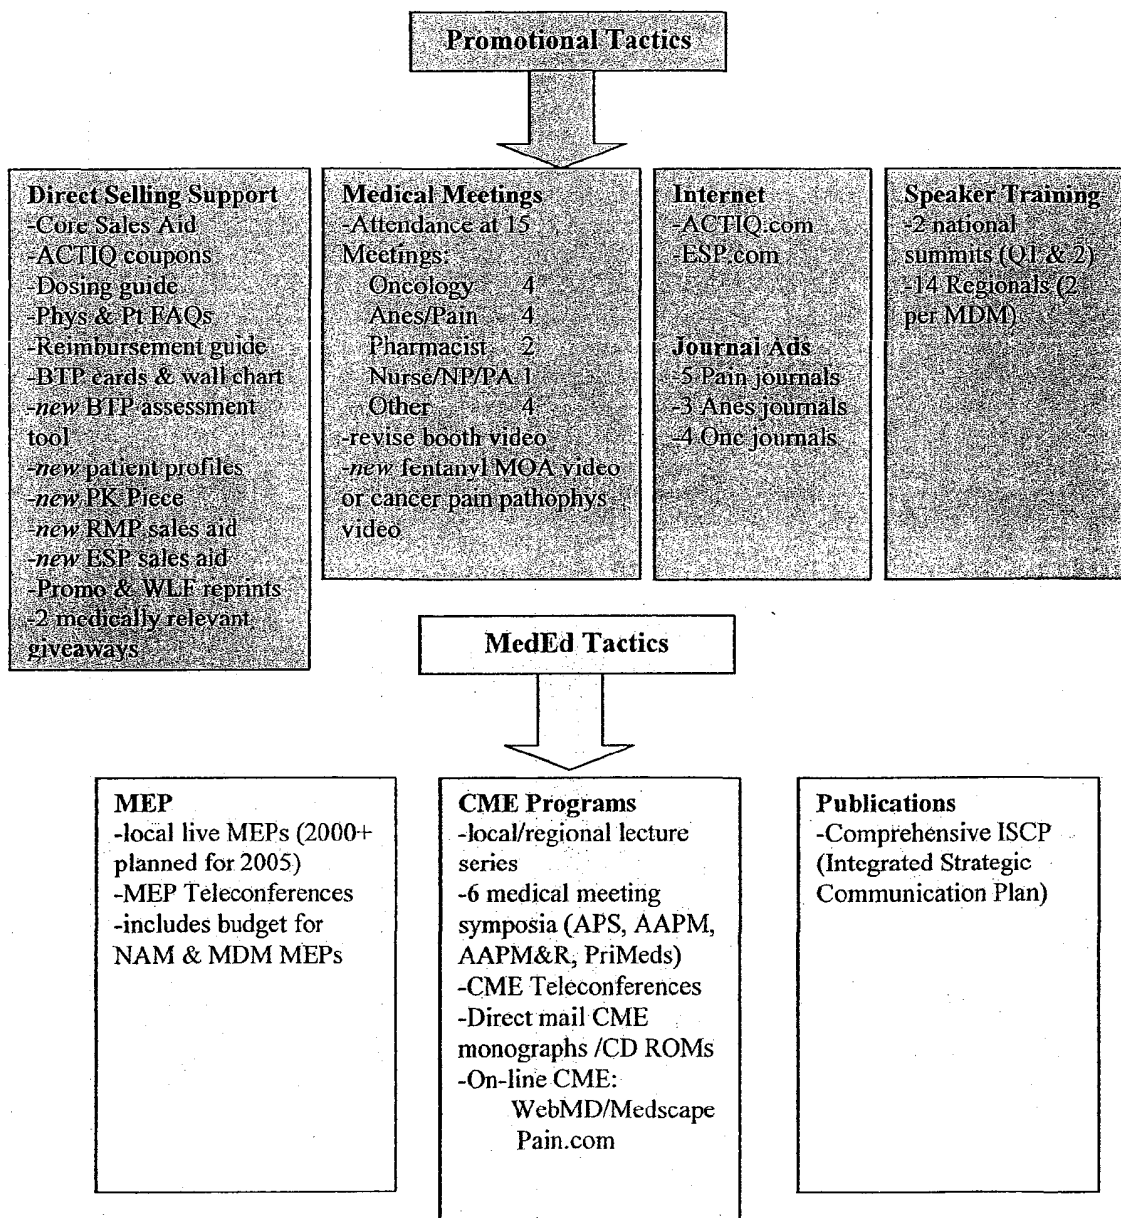 Promotional Tactics
Direct Selling Support
-Core Sales Aid
-ACTIQ coupons
-Dosing guide
-Phys & Pt FAQs
-Reimbursement guide
-BTP cards & wall chart
-new BTP assessment
tool
-new patient profiles
-new PK Piece
-new RMP sales aid
-new ESP sales aid
-Promo & WLF reprints
-2 medically relevant
giveaways
Medical Meetings
-Attendance at 15
Meetings:
Oncology 4
Anes/Pain 4
Pharmacist 2
Nurse/NP/PA 1
Other 4
-revise booth video
-new fentanyl MOA video
or cancer pain pathophys
video
Internet
-ACTIQ.com
-ESP.com
Journal Ads
-5 Pain journals
-3 Anes journals
-4 Onc journals
Speaker Training
-2 national
summits (Q1 & 2)
-14 Regionals (2
per MDM)
MedEd Tactics
MEP
-local live MEPs (2000+
planned for 2005)
-MEP Teleconferences
-includes budget for
NAM & MDM MEPs
CME Programs
-local/regional lecture
series
-6 medical meeting
symposia (APS, AAPM,
AAPM&R, PriMeds)
-CME Teleconferences
-Direct mail CME
monographs /CD ROMs
-On-line CME:
WebMD/Medscape
Pain.com
Publications
-Comprehensive ISCP
(Integrated Strategic
Communication Plan)